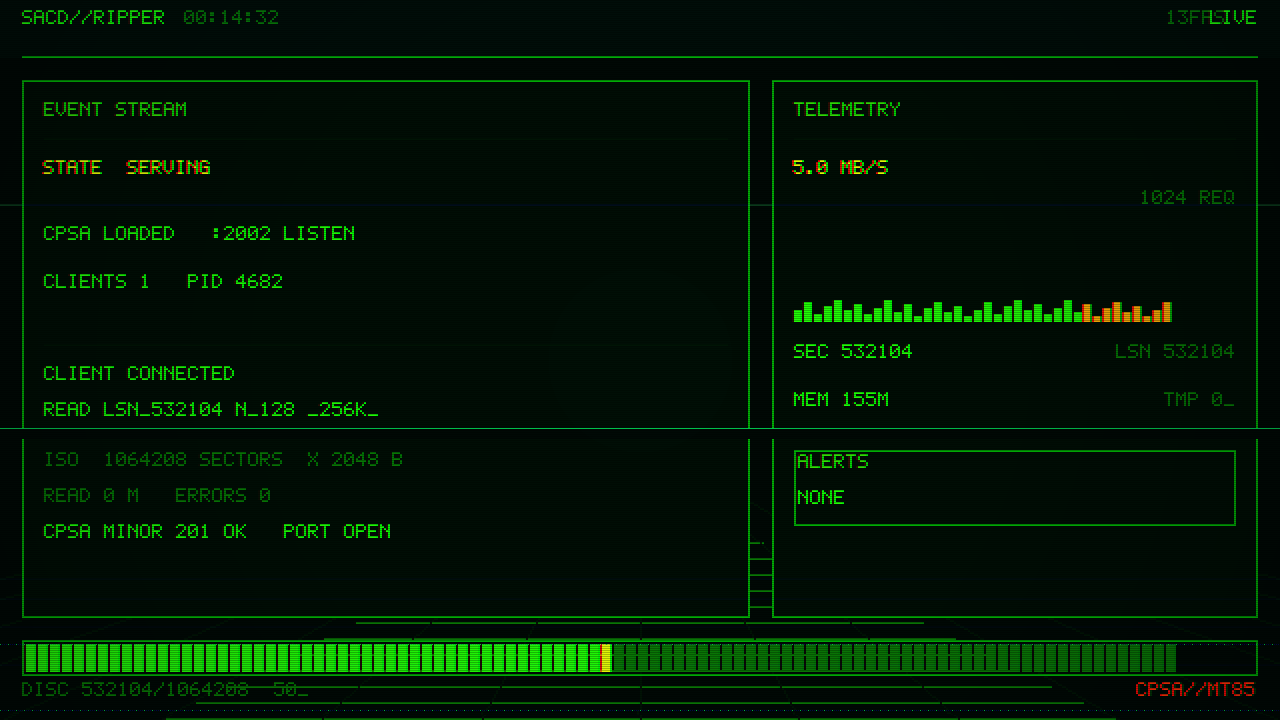 SACD//RIPPER 00:14:32 13FPS LIVE
EVENT STREAM
STATE SERVING
CPSA LOADED :2002 LISTEN
CLIENTS 1 PID 4682
CLIENT CONNECTED
READ LSN_532104 N_128 _256K_
ISO 1064208 SECTORS X 2048 B
READ 0 M ERRORS 0
CPSA MINOR 201 OK PORT OPEN
TELEMETRY
5.0 MB/S
1024 REQ
SEC 532104 LSN 532104
MEM 155M TMP 0_
ALERTS
NONE
DISC 532104/1064208 50_ CPSA//MT85